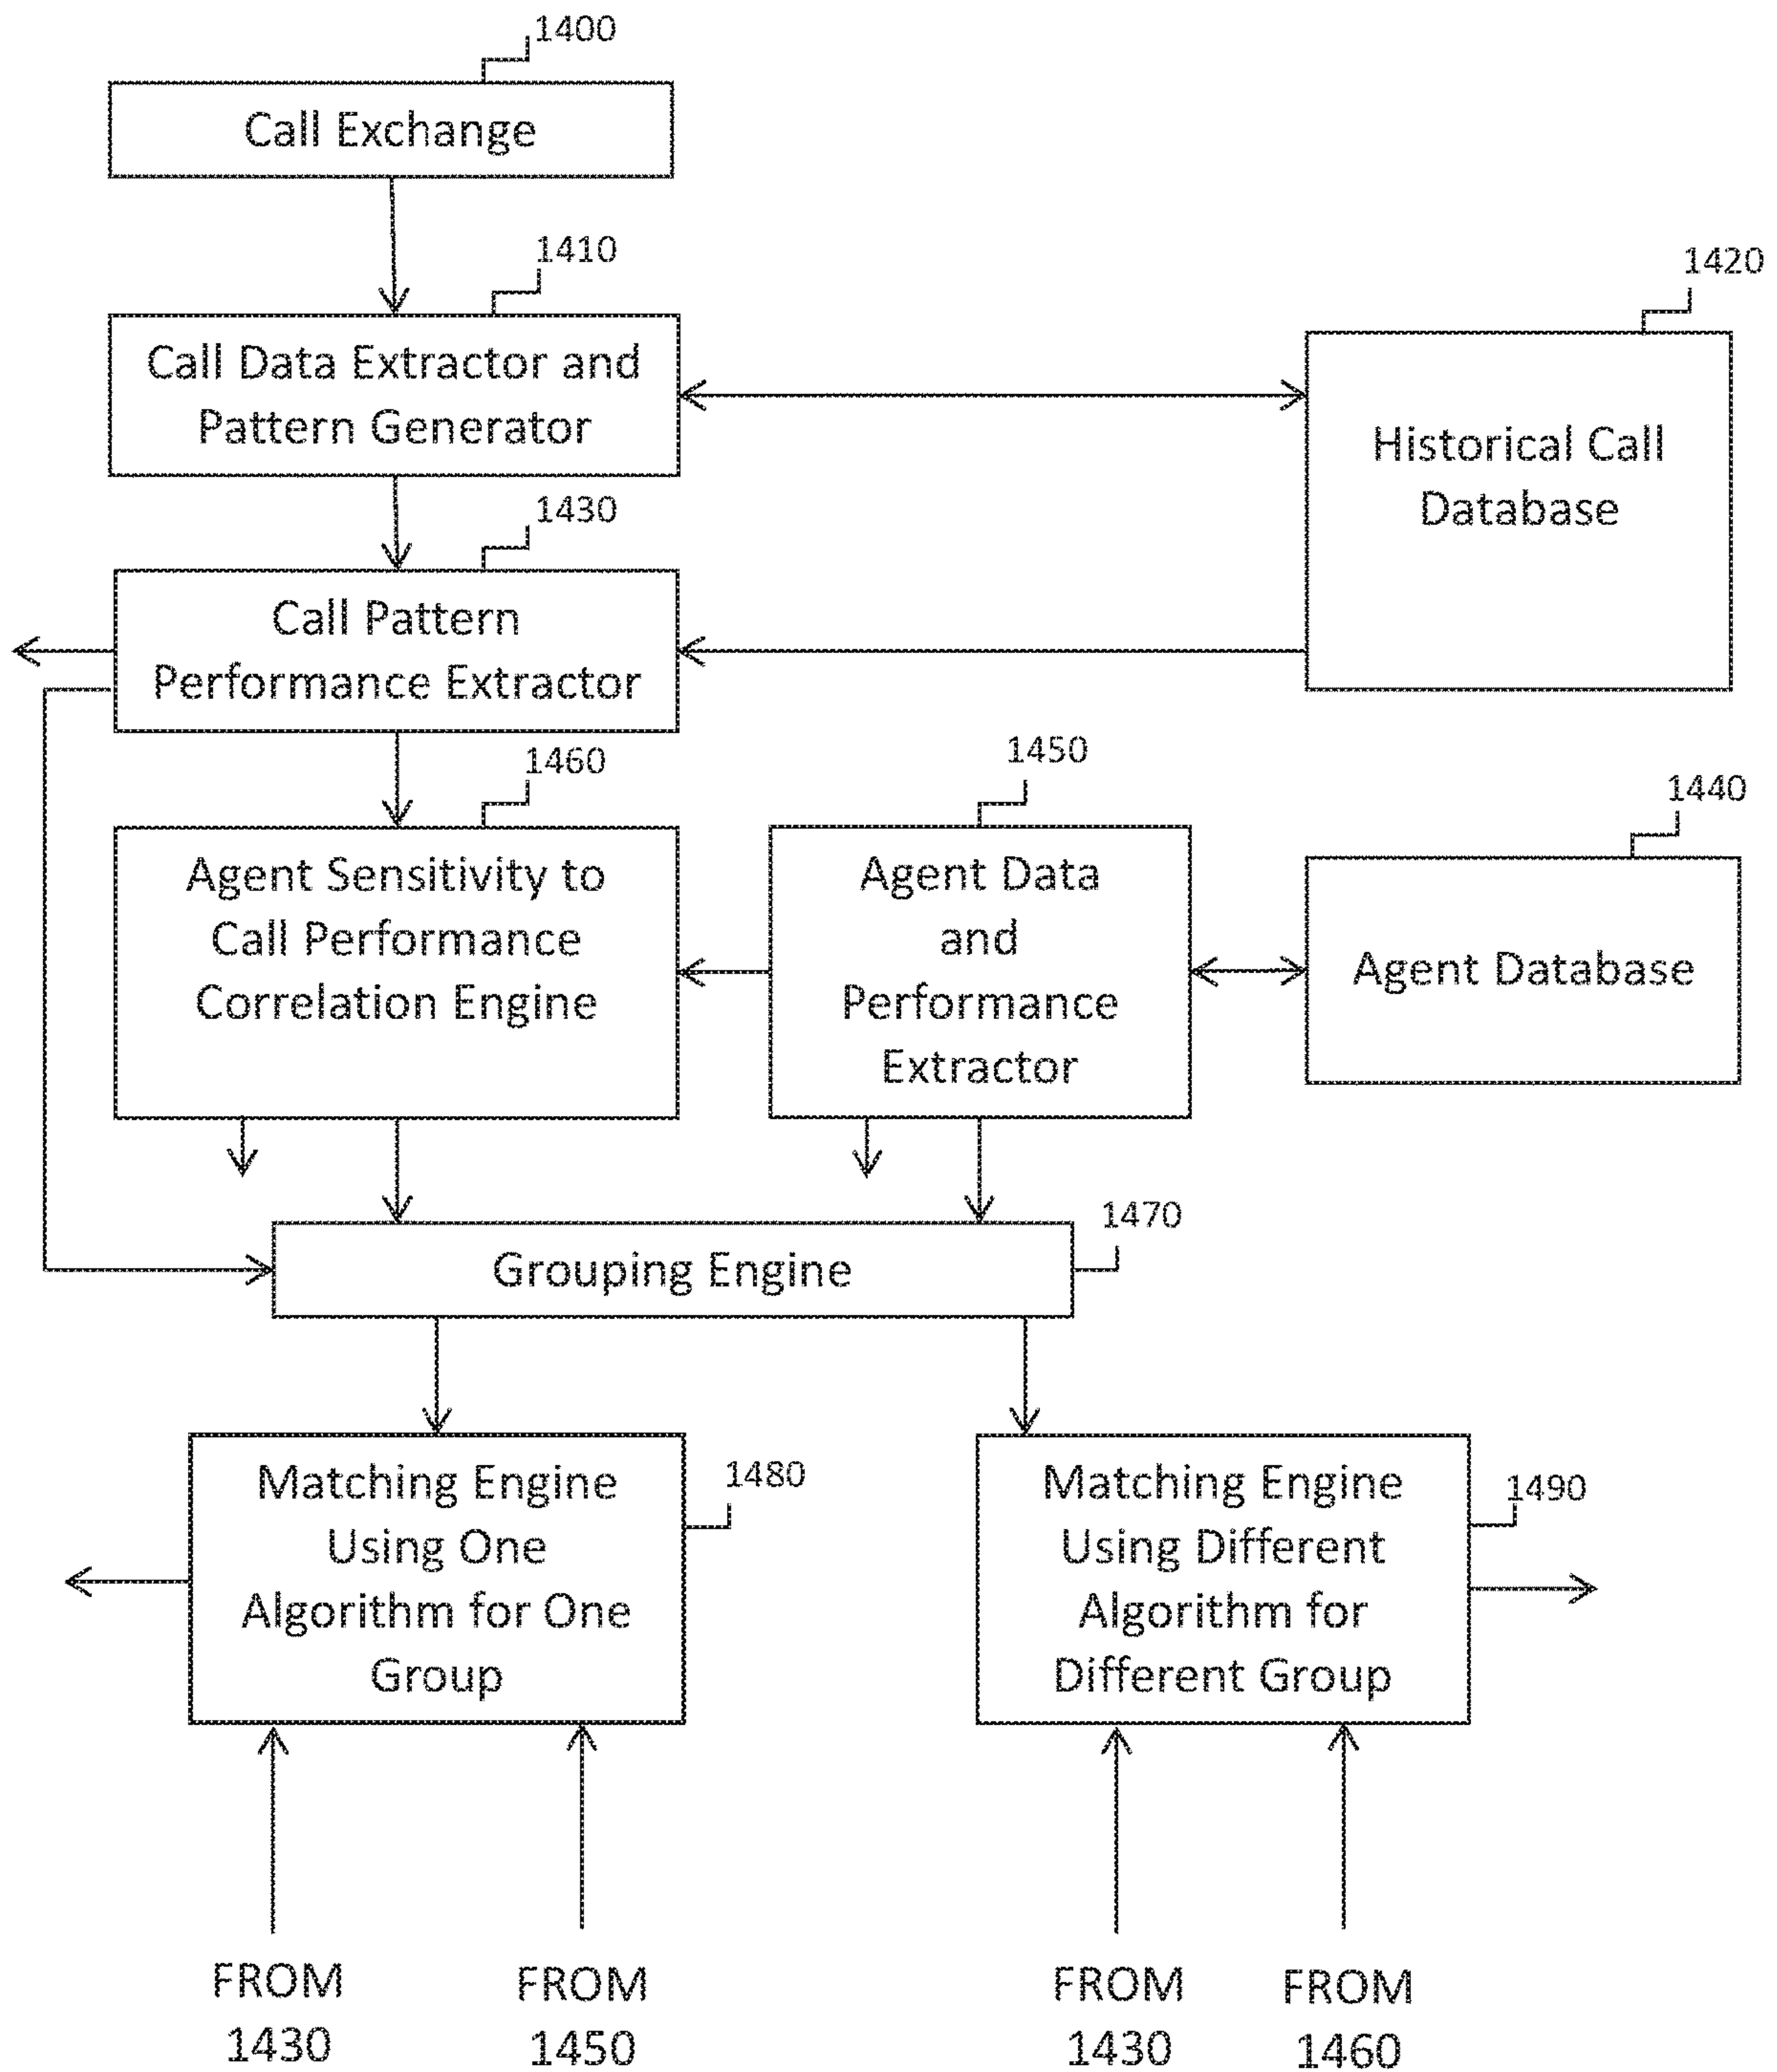 1400
Call Exchange
1410
1420
Call Data Extractor and
Pattern Generator
Historical Call
Database
1430
Call Pattern
Performance Extractor
1460
1450
1440
Agent Sensitivity to
Call Performance
Correlation Engine
Agent Data
and
Performance
Extractor
Agent Database
1470
Grouping Engine
Matching Engine
Using One
Algorithm for One
Group
1480
Matching Engine
Using Different
Algorithm for
Different Group
1490
FROM
1430
FROM
1450
FROM
1430
FROM
1460